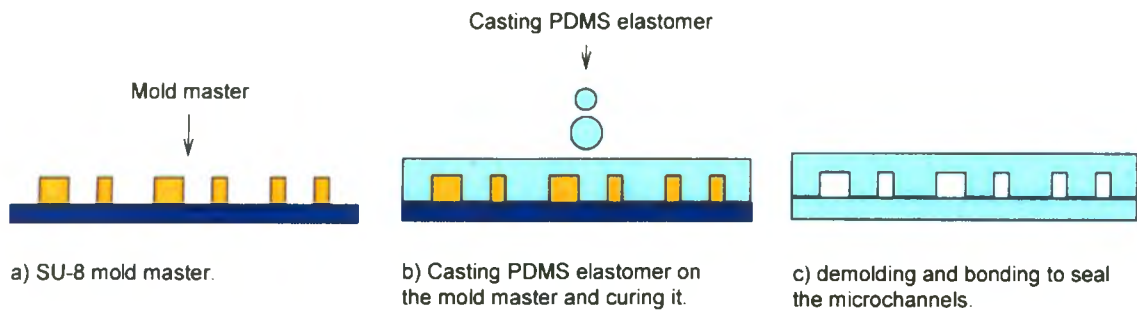 Casting PDMS elastomer
Mold master
a) SU-8 mold master.
b) Casting PDMS elastomer on
the mold master and curing it.
c) demolding and bonding to seal
the microchannels.